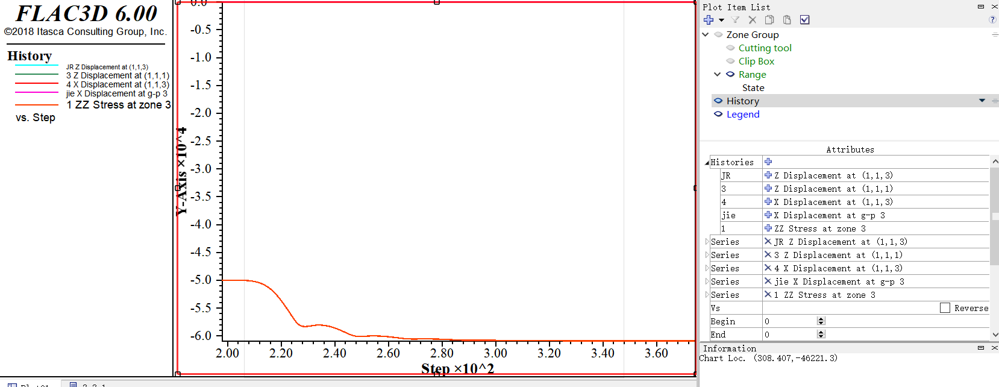 FLAC3D 6.00
©2018 Itasca Consulting Group, Inc.
History
JR Z Displacement at (1,1,3)
3 Z Displacement at (1,1,1)
4 X Displacement at (1,1,3)
jie X Displacement at g-p 3
1 ZZ Stress at zone 3
vs. Step
0.0
-0.5
-1.0
-1.5
-2.0
-2.5
-3.0
-3.5
-4.0
-4.5
-5.0
-5.5
-6.0
Y-Axis ×10^4
2.00 2.20 2.40 2.60 2.80 3.00 3.20 3.40 3.60
Step ×10^2
Plot Item List
Zone Group
Cutting tool
Clip Box
Range
State
History
Legend
Attributes
Histories
JR Z Displacement at (1,1,3)
3 Z Displacement at (1,1,1)
4 X Displacement at (1,1,3)
jie X Displacement at g-p 3
1 ZZ Stress at zone 3
Series JR Z Displacement at (1,1,3)
Series 3 Z Displacement at (1,1,1)
Series 4 X Displacement at (1,1,3)
Series jie X Displacement at g-p 3
Series 1 ZZ Stress at zone 3
Vs Reverse
Begin 0
End 0
Information
Chart Loc. (308.407,-46221.3)